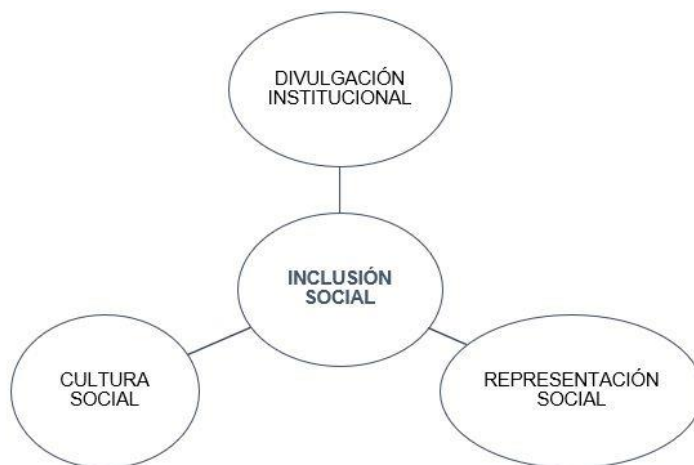 DIVULGACIÓN
INSTITUCIONAL
INCLUSIÓN
SOCIAL
CULTURA
SOCIAL
REPRESENTACIÓN
SOCIAL